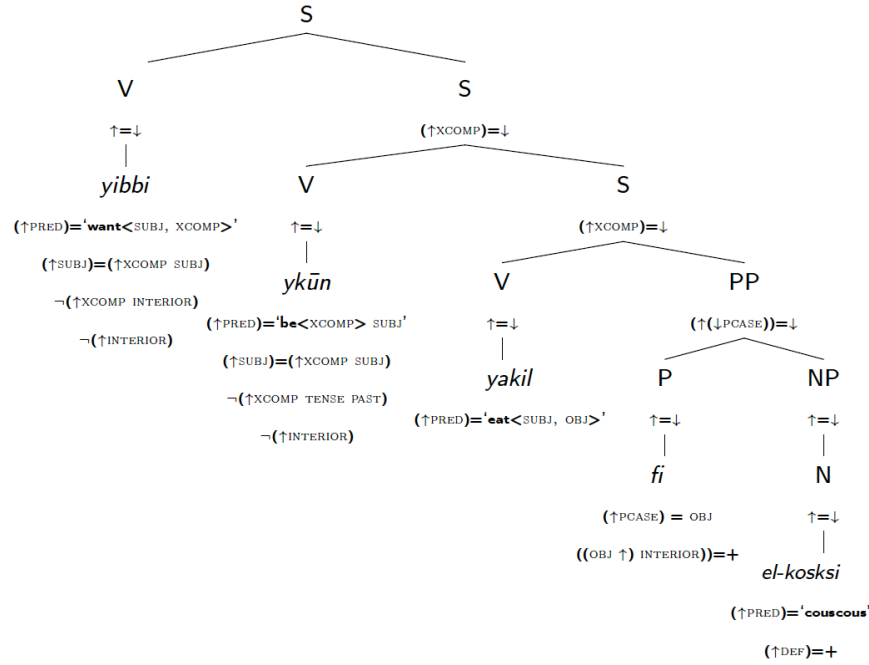 S
V S
↑=↓ (↑XCOMP)=↓
yibbi V S
(↑PRED)=‘want<SUBJ, XCOMP>’ ↑=↓ (↑XCOMP)=↓
(↑SUBJ)=(↑XCOMP SUBJ) ykūn V PP
¬(↑XCOMP INTERIOR) (↑PRED)=‘be<XCOMP> SUBJ’ ↑=↓ (↑(↓PCASE))=↓
¬(↑INTERIOR) (↑SUBJ)=(↑XCOMP SUBJ) yakil P NP
¬(↑XCOMP TENSE PAST) (↑PRED)=‘eat<SUBJ, OBJ>’ ↑=↓ ↑=↓
¬(↑INTERIOR) fi N
(↑PCASE) = OBJ ↑=↓
((OBJ ↑) INTERIOR))=+ el-kosksi
(↑PRED)=‘couscous’
(↑DEF)=+